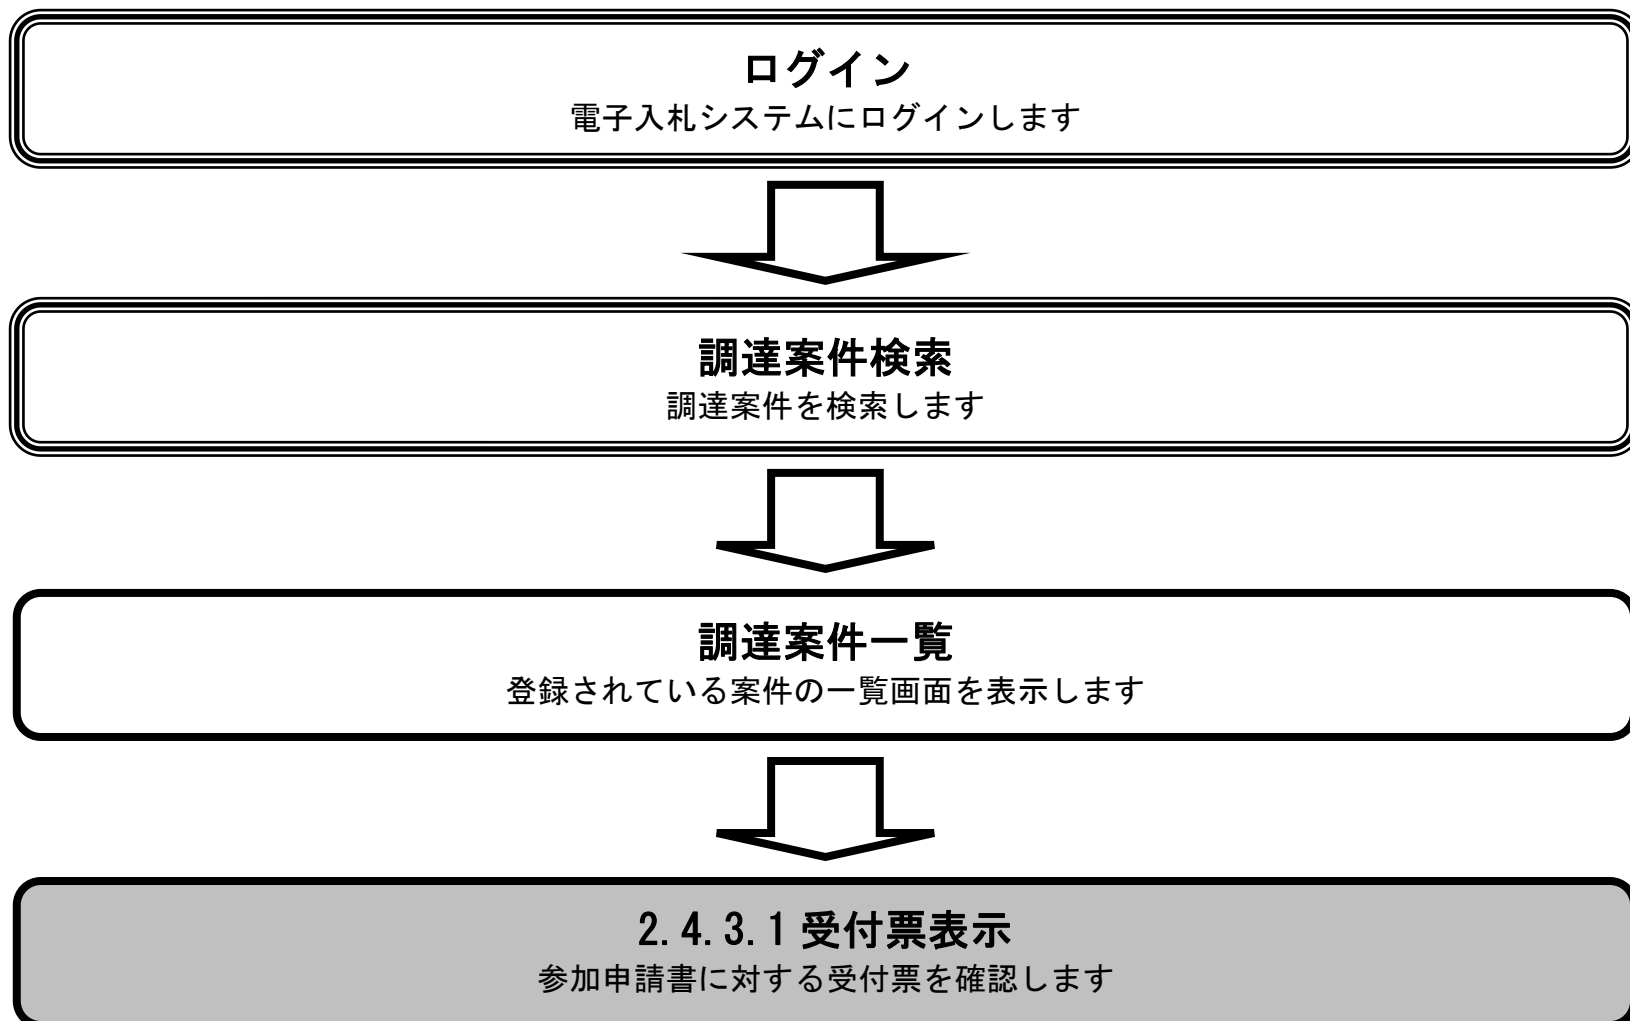 ログイン
電子入札システムにログインします
調達案件検索
調達案件を検索します
調達案件一覧
登録されている案件の一覧画面を表示します
2.4.3.1 受付票表示
参加申請書に対する受付票を確認します